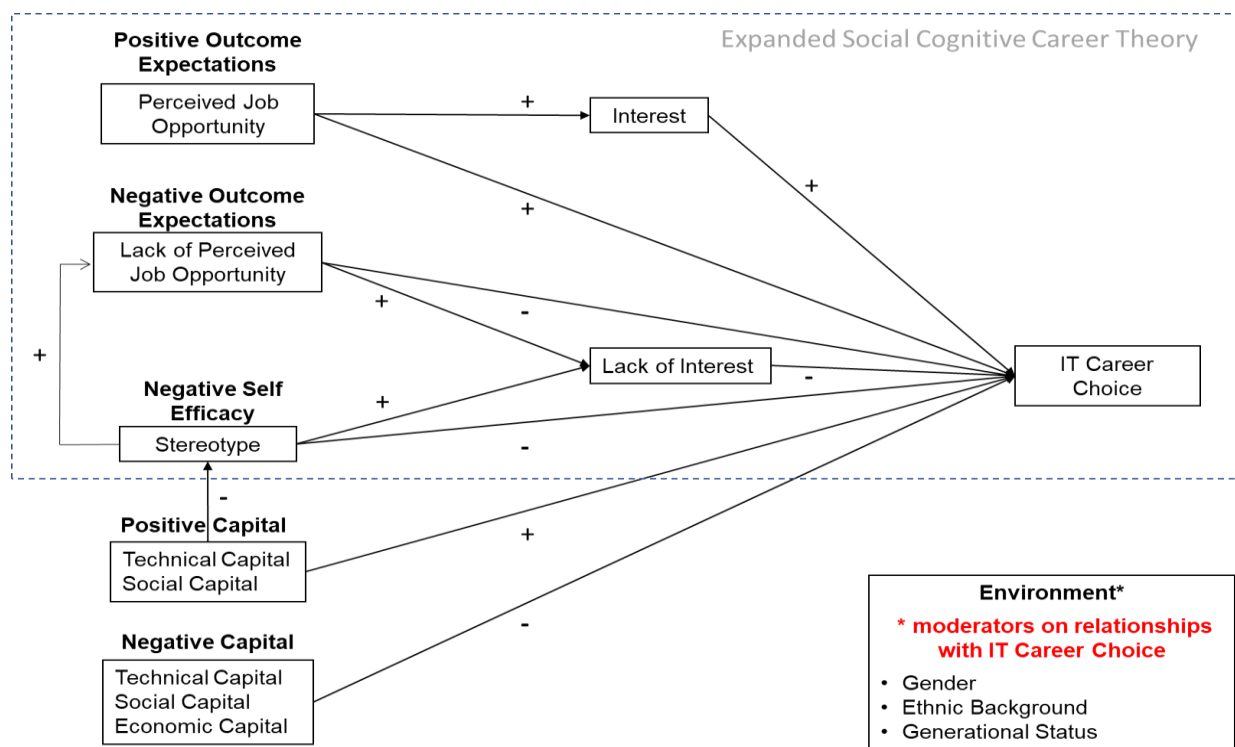 Expanded Social Cognitive Career Theory
Positive Outcome
Expectations
Perceived Job
Opportunity
+
Interest
+
+
Negative Outcome
Expectations
Lack of Perceived
Job Opportunity
+
-
+
Lack of Interest
-
IT Career
Choice
Negative Self
Efficacy
+
Stereotype
-
-
Positive Capital
Technical Capital
Social Capital
+
Negative Capital
-
Technical Capital
Social Capital
Economic Capital
Environment*
* moderators on relationships
with IT Career Choice
• Gender
• Ethnic Background
• Generational Status